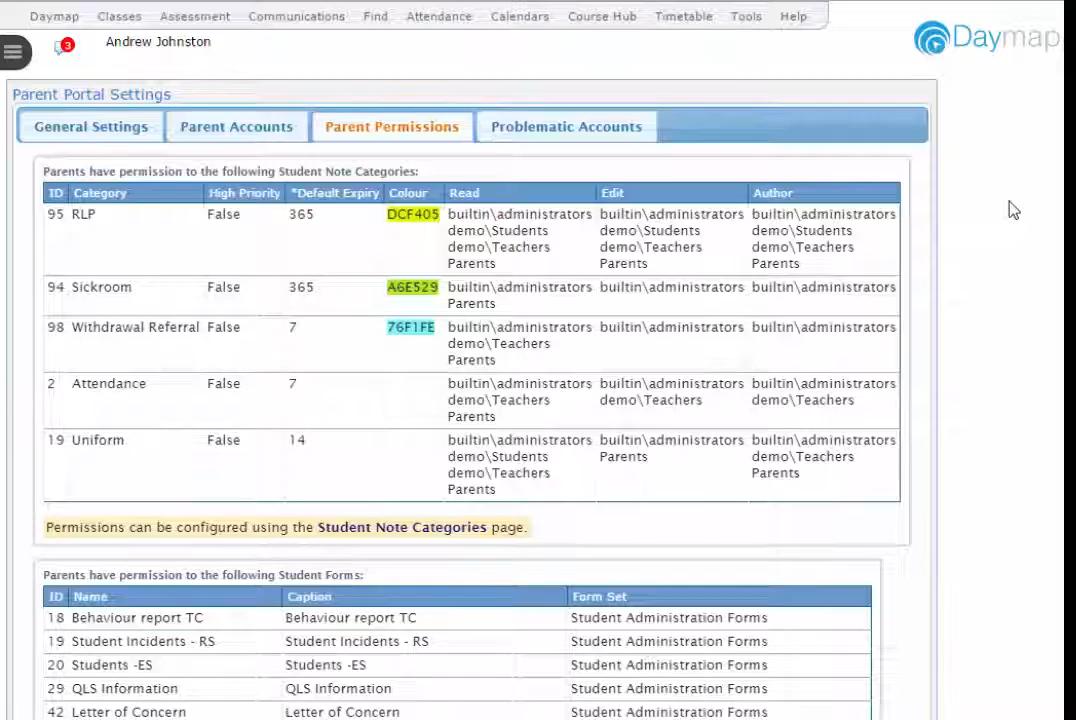 Daymap Classes Assessment Communications Find Attendance Calendars Course Hub Timetable Tools Help
3 Andrew Johnston
Daymap
Parent Portal Settings
General Settings Parent Accounts Parent Permissions Problematic Accounts
Parents have permission to the following Student Note Categories:
ID Category High Priority *Default Expiry Colour Read Edit Author
95 RLP False 365 DCF405 builtin\administrators builtin\administrators builtin\administrators
demo\Students demo\Students demo\Students
demo\Teachers demo\Teachers demo\Teachers
Parents Parents Parents
94 Sickroom False 365 A6E529 builtin\administrators builtin\administrators builtin\administrators
Parents
98 Withdrawal Referral False 7 76F1FE builtin\administrators builtin\administrators builtin\administrators
demo\Teachers
Parents
2 Attendance False 7 builtin\administrators builtin\administrators builtin\administrators
demo\Teachers demo\Teachers demo\Teachers
Parents
19 Uniform False 14 builtin\administrators builtin\administrators builtin\administrators
demo\Students Parents demo\Teachers
demo\Teachers Parents
Parents
Permissions can be configured using the Student Note Categories page.
Parents have permission to the following Student Forms:
ID Name Caption Form Set
18 Behaviour report TC Behaviour report TC Student Administration Forms
19 Student Incidents - RS Student Incidents - RS Student Administration Forms
20 Students -ES Students -ES Student Administration Forms
29 QLS Information QLS Information Student Administration Forms
42 Letter of Concern Letter of Concern Student Administration Forms